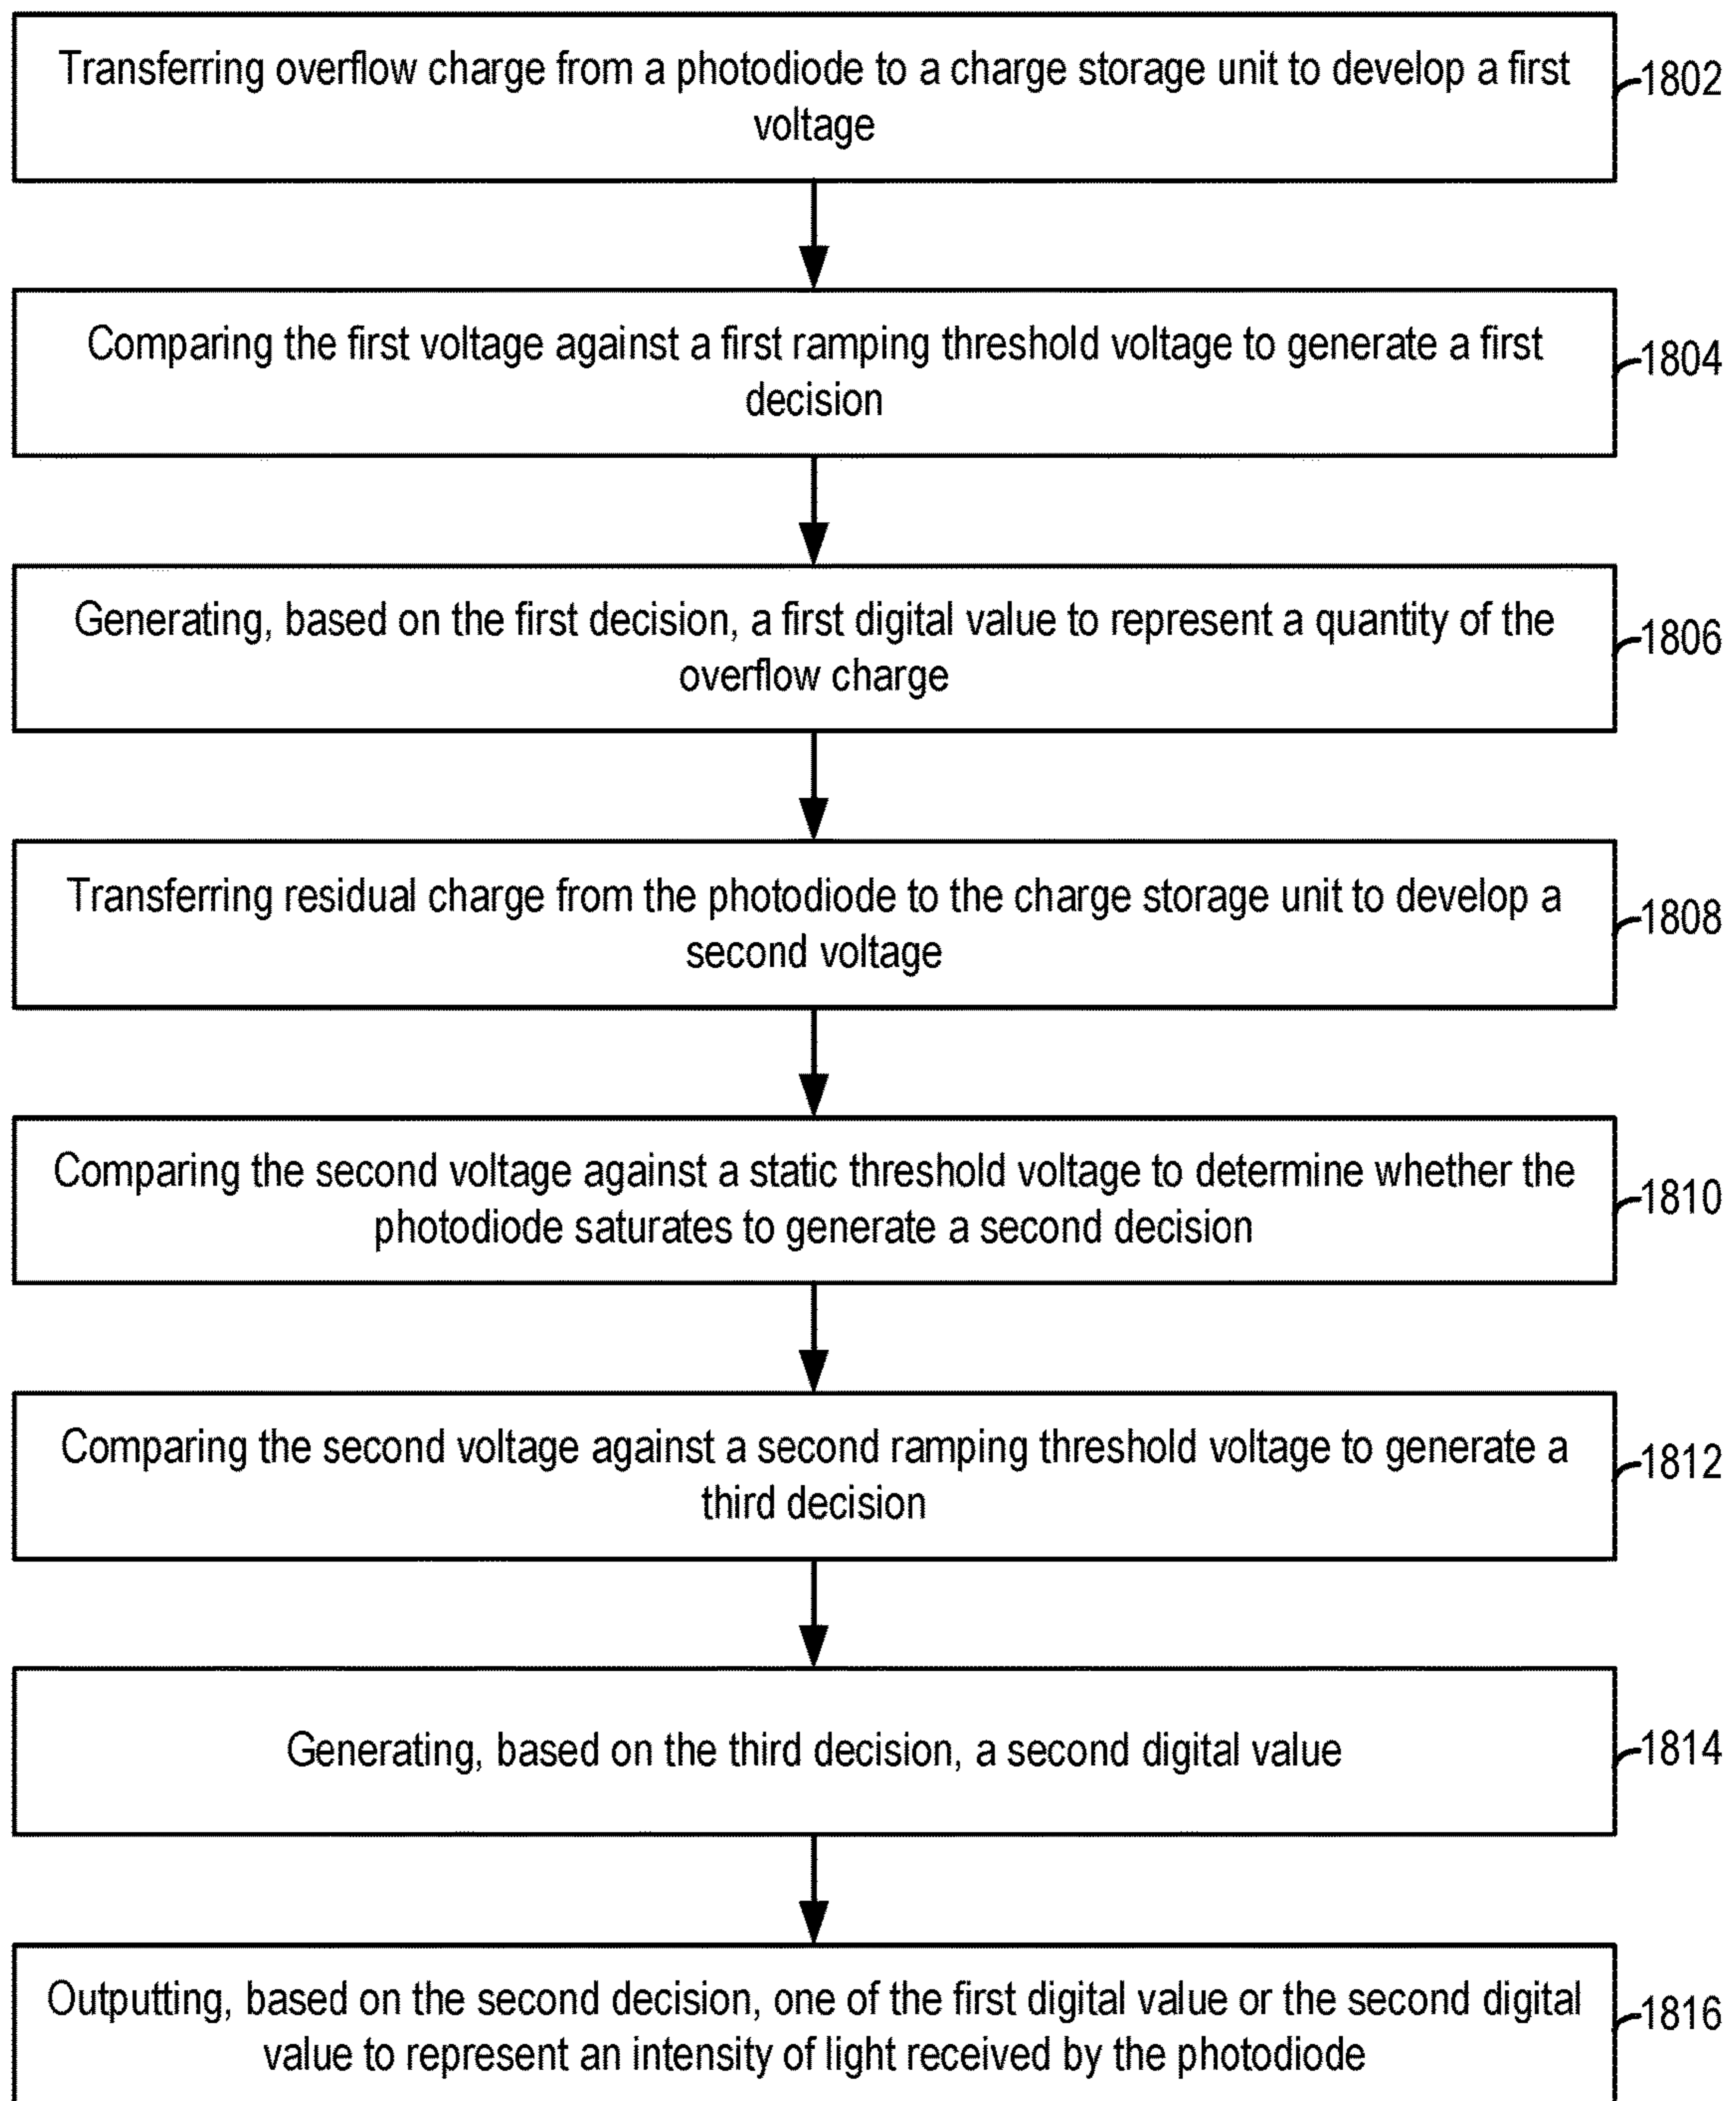 Transferring overflow charge from a photodiode to a charge storage unit to develop a first
voltage
1802
Comparing the first voltage against a first ramping threshold voltage to generate a first
decision
1804
Generating, based on the first decision, a first digital value to represent a quantity of the
overflow charge
1806
Transferring residual charge from the photodiode to the charge storage unit to develop a
second voltage
1808
Comparing the second voltage against a static threshold voltage to determine whether the
photodiode saturates to generate a second decision
1810
Comparing the second voltage against a second ramping threshold voltage to generate a
third decision
1812
Generating, based on the third decision, a second digital value
1814
Outputting, based on the second decision, one of the first digital value or the second digital
value to represent an intensity of light received by the photodiode
1816